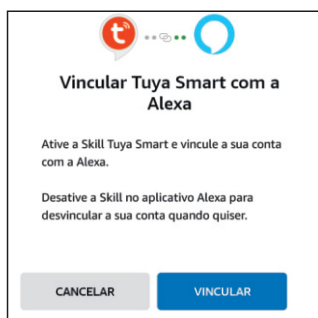 Vincular Tuya Smart com a
Alexa
Ative a Skill Tuya Smart e vincule a sua conta
com a Alexa.
Desative a Skill no aplicativo Alexa para
desvincular a sua conta quando quiser.
CANCELAR
VINCULAR